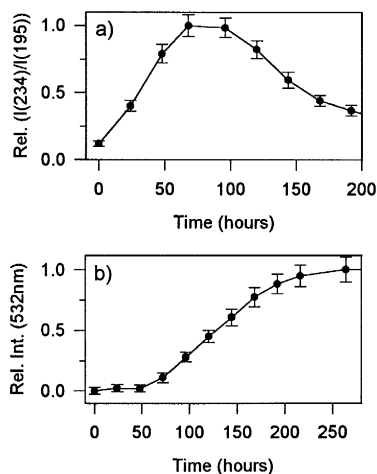 a)
Rel. (I(234)/I(195))
1.0
0.5
0.0
0 50 100 150 200
Time (hours)
b)
Rel. Int. (532nm)
1.0
0.5
0.0
0 50 100 150 200 250
Time (hours)